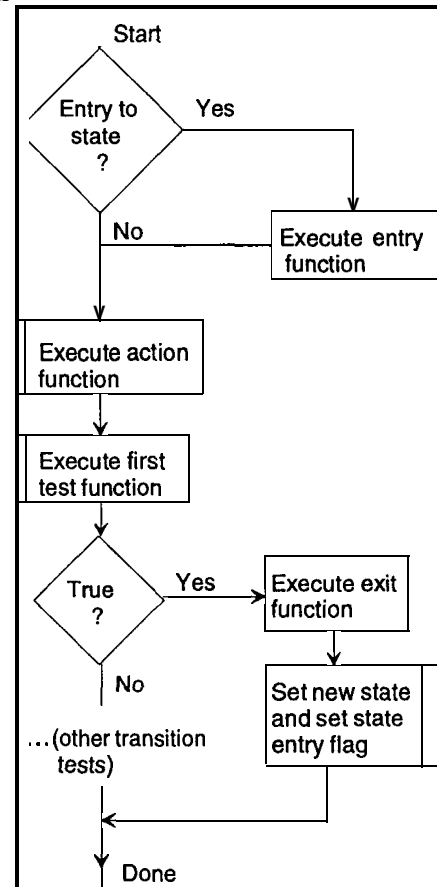 Start
Entry to
state
?
Yes
No
Execute entry
function
Execute action
function
Execute first
test function
True
?
Yes
Execute exit
function
No
Set new state
and set state
entry flag
...(other transition
tests)
Done